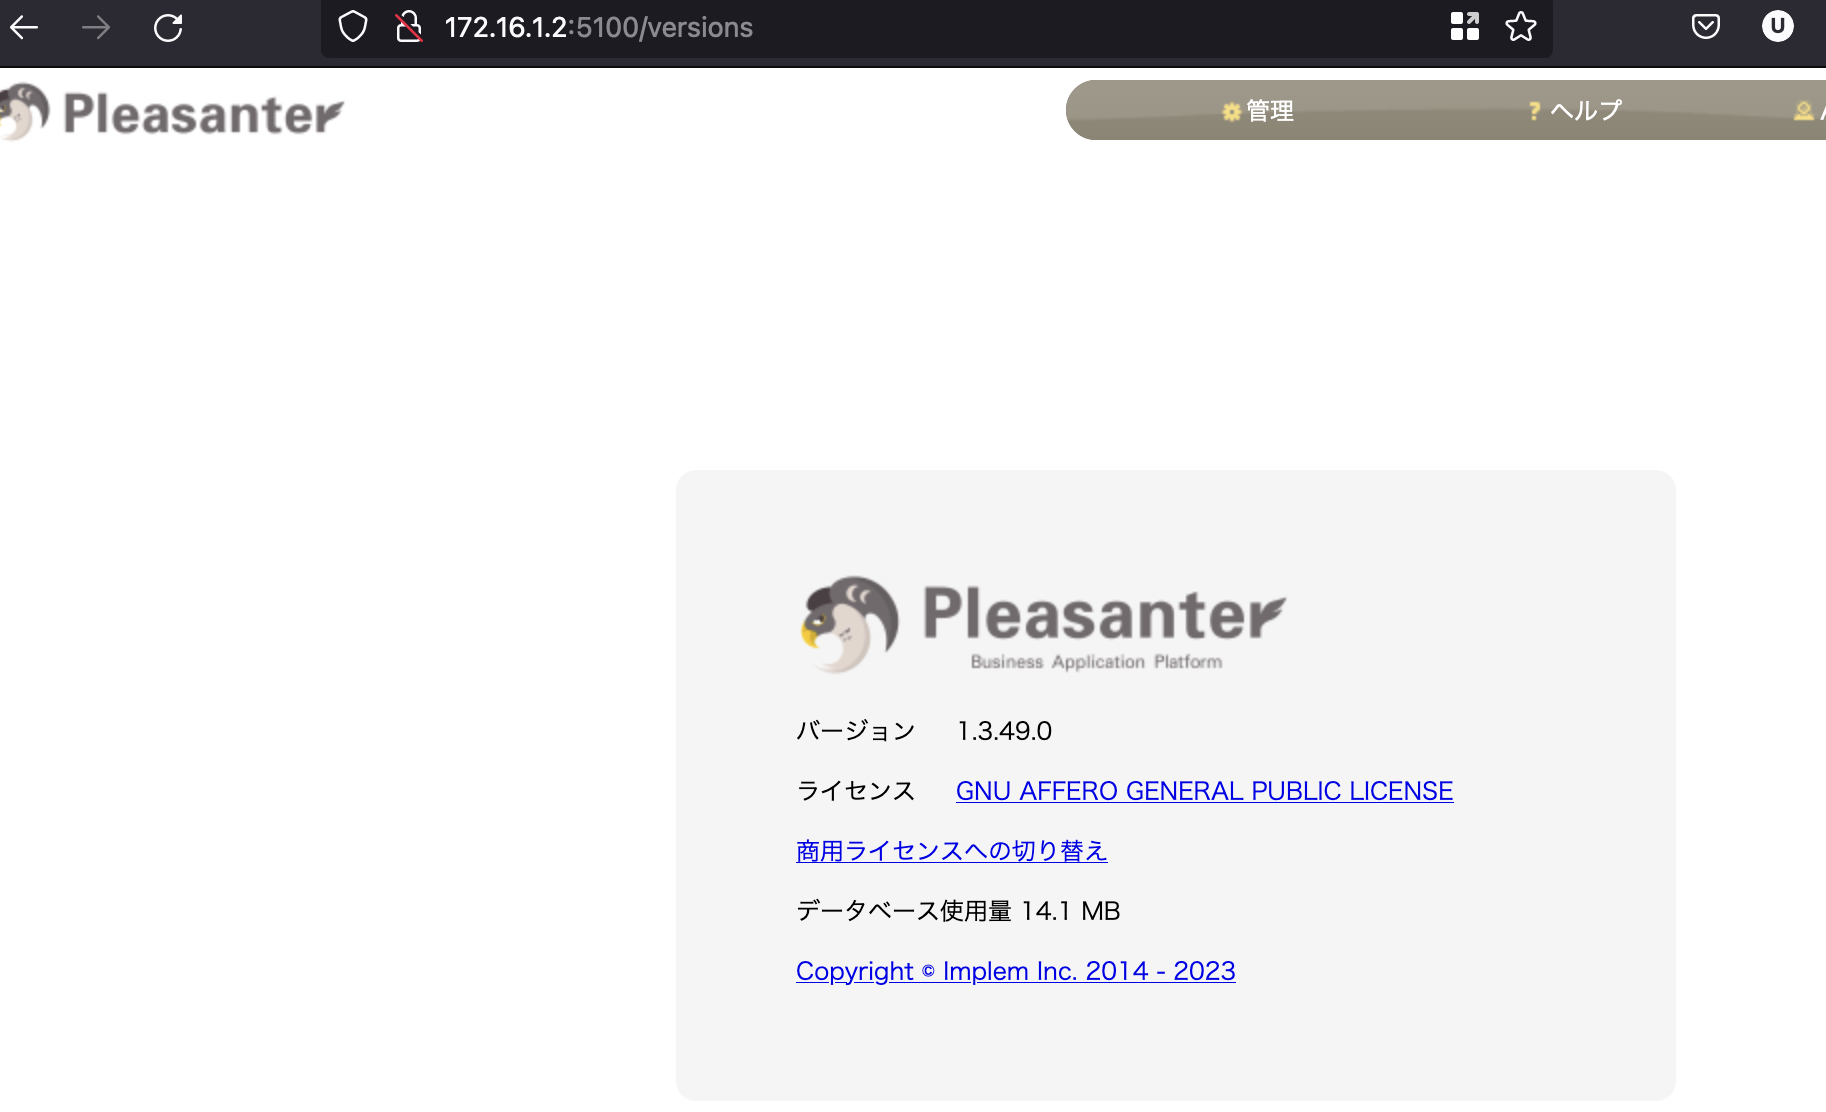 172.16.1.2:5100/versions
U
Pleasanter
管理
? ヘルプ
Pleasanter
Business Application Platform
バージョン 1.3.49.0
ライセンス GNU AFFERO GENERAL PUBLIC LICENSE
商用ライセンスへの切り替え
データベース使用量 14.1 MB
Copyright © Implem Inc. 2014 - 2023